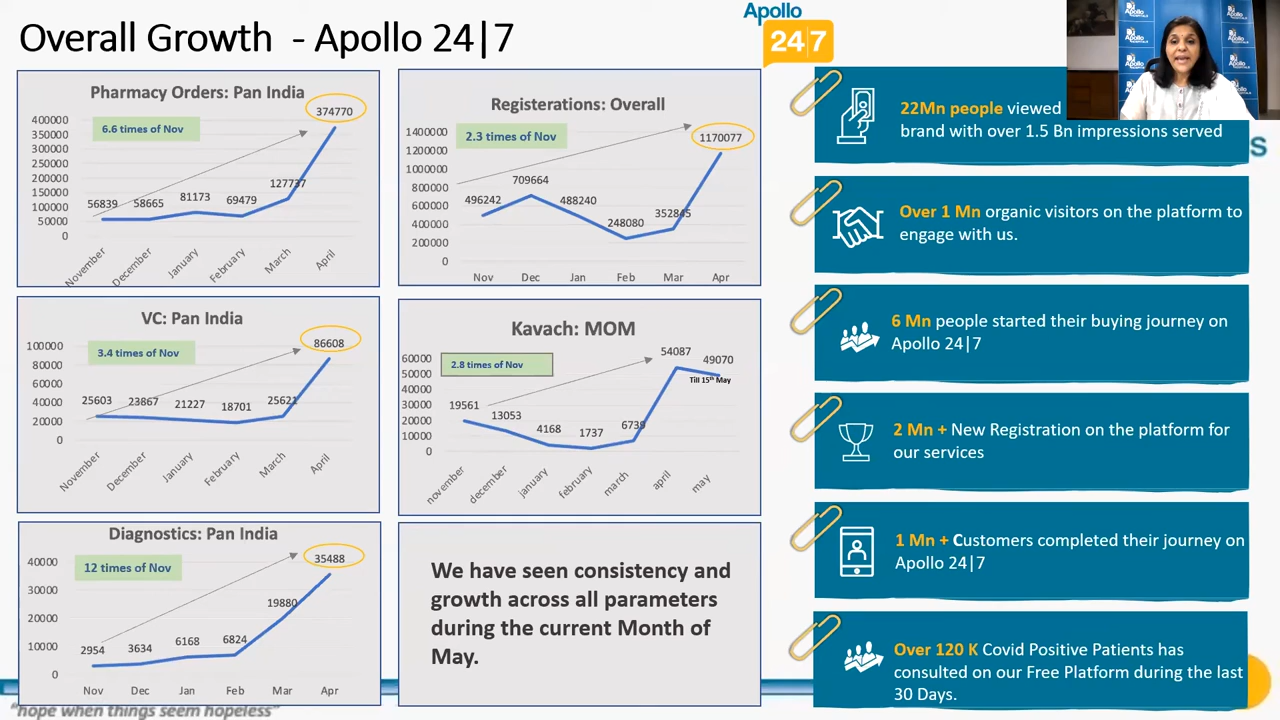 Overall Growth - Apollo 24|7
Apollo
24|7
Pharmacy Orders: Pan India
6.6 times of Nov
400000
350000
300000
250000
200000
150000
100000
50000
0
56839
58665
81173
69479
127737
374770
November
December
January
February
March
April
Registerations: Overall
2.3 times of Nov
1400000
1200000
1000000
800000
600000
400000
200000
0
496242
709664
488240
248080
352845
1170077
Nov
Dec
Jan
Feb
Mar
Apr
VC: Pan India
3.4 times of Nov
100000
80000
60000
40000
20000
0
25603
23867
21227
18701
25621
86608
November
December
January
February
March
April
Kavach: MOM
2.8 times of Nov
60000
50000
40000
30000
20000
10000
0
19561
13053
4168
1737
6739
54087
49070
Till 15th May
november
december
january
february
march
april
may
Diagnostics: Pan India
12 times of Nov
40000
30000
20000
10000
0
2954
3634
6168
6824
19880
35488
Nov
Dec
Jan
Feb
Mar
Apr
We have seen consistency and
growth across all parameters
during the current Month of
May.
22Mn people viewed
brand with over 1.5 Bn impressions served
Over 1 Mn organic visitors on the platform to
engage with us.
6 Mn people started their buying journey on
Apollo 24|7
2 Mn + New Registration on the platform for
our services
1 Mn + Customers completed their journey on
Apollo 24|7
Over 120 K Covid Positive Patients has
consulted on our Free Platform during the last
30 Days.
"hope when things seem hopeless"